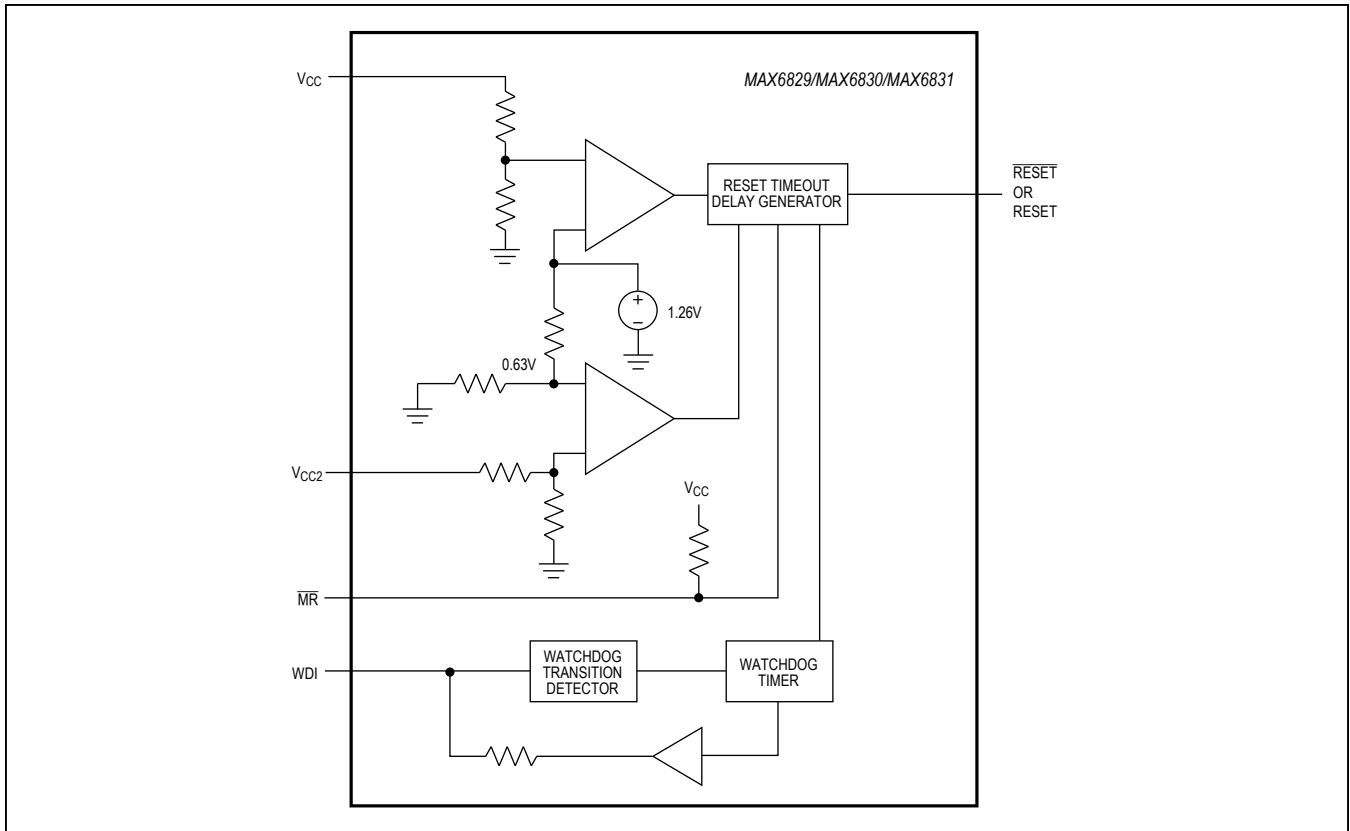 MAX6829/MAX6830/MAX6831
VCC
RESET TIMEOUT
DELAY GENERATOR
RESET
OR
RESET
+
−
1.26V
0.63V
VCC2
VCC
MR
WDI
WATCHDOG
TRANSITION
DETECTOR
WATCHDOG
TIMER